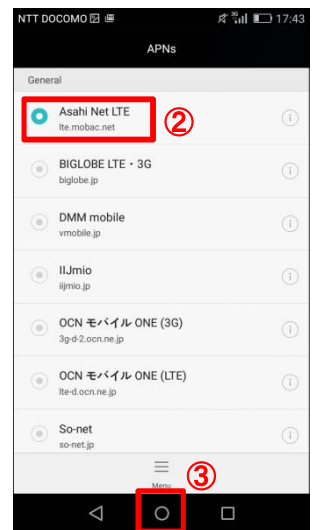 NTT DOCOMO 3G 17:43
APNs
General
Asahi Net LTE
lte.mobac.net
②
BIGLOBE LTE・3G
biglobe.jp
DMM mobile
vmobile.jp
IIJmio
iijmio.jp
OCN モバイル ONE (3G)
3g-d-2.ocn.ne.jp
OCN モバイル ONE (LTE)
lte-d.ocn.ne.jp
So-net
so-net.jp
Menu
③